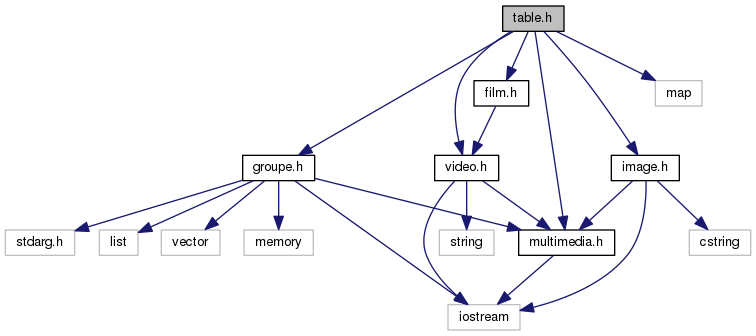 table.h
film.h
map
groupe.h
video.h
image.h
stdarg.h
list
vector
memory
string
multimedia.h
cstring
iostream